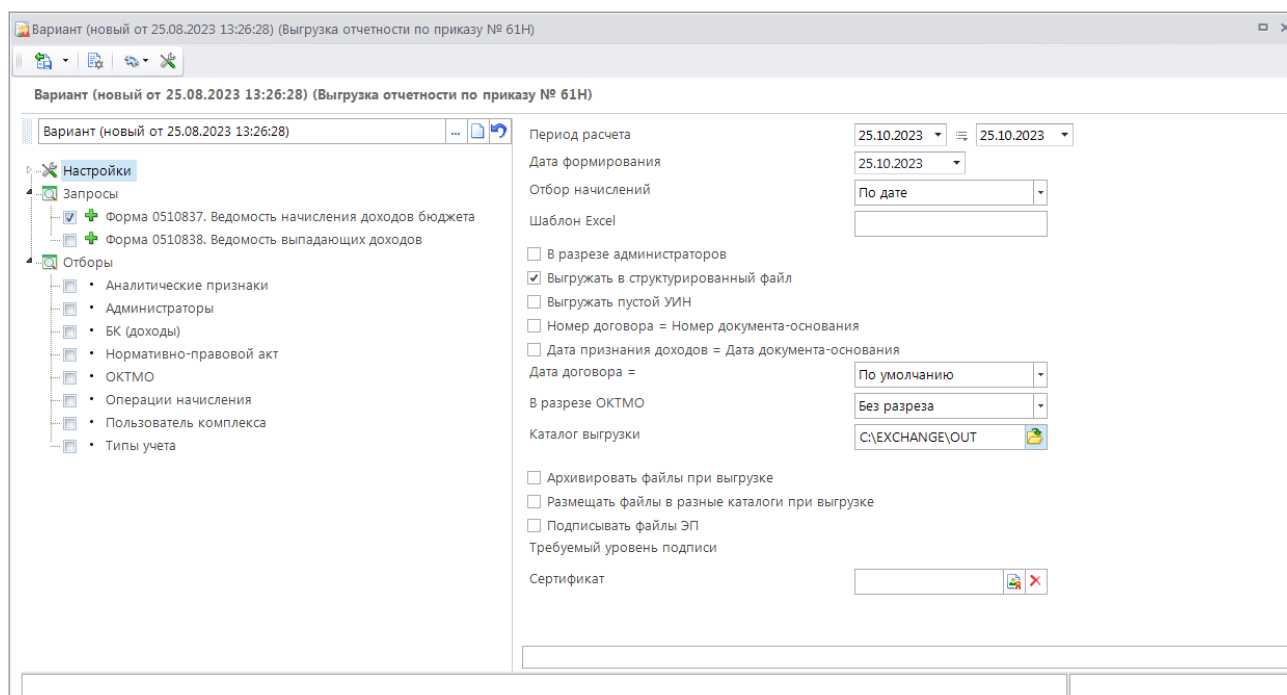 Вариант (новый от 25.08.2023 13:26:28) (Выгрузка отчетности по приказу № 61Н)
Вариант (новый от 25.08.2023 13:26:28) (Выгрузка отчетности по приказу № 61Н)
Вариант (новый от 25.08.2023 13:26:28)
...
Настройки
Запросы
Форма 0510837. Ведомость начисления доходов бюджета
Форма 0510838. Ведомость выпадающих доходов
Отборы
• Аналитические признаки
• Администраторы
• БК (доходы)
• Нормативно-правовой акт
• ОКТМО
• Операции начисления
• Пользователь комплекса
• Типы учета
Период расчета 25.10.2023 25.10.2023
Дата формирования 25.10.2023
Отбор начислений По дате
Шаблон Excel
В разрезе администраторов
Выгружать в структурированный файл
Выгружать пустой УИН
Номер договора = Номер документа-основания
Дата признания доходов = Дата документа-основания
Дата договора = По умолчанию
В разрезе ОКТМО Без разреза
Каталог выгрузки C:\EXCHANGE\OUT
Архивировать файлы при выгрузке
Размещать файлы в разные каталоги при выгрузке
Подписывать файлы ЭП
Требуемый уровень подписи
Сертификат